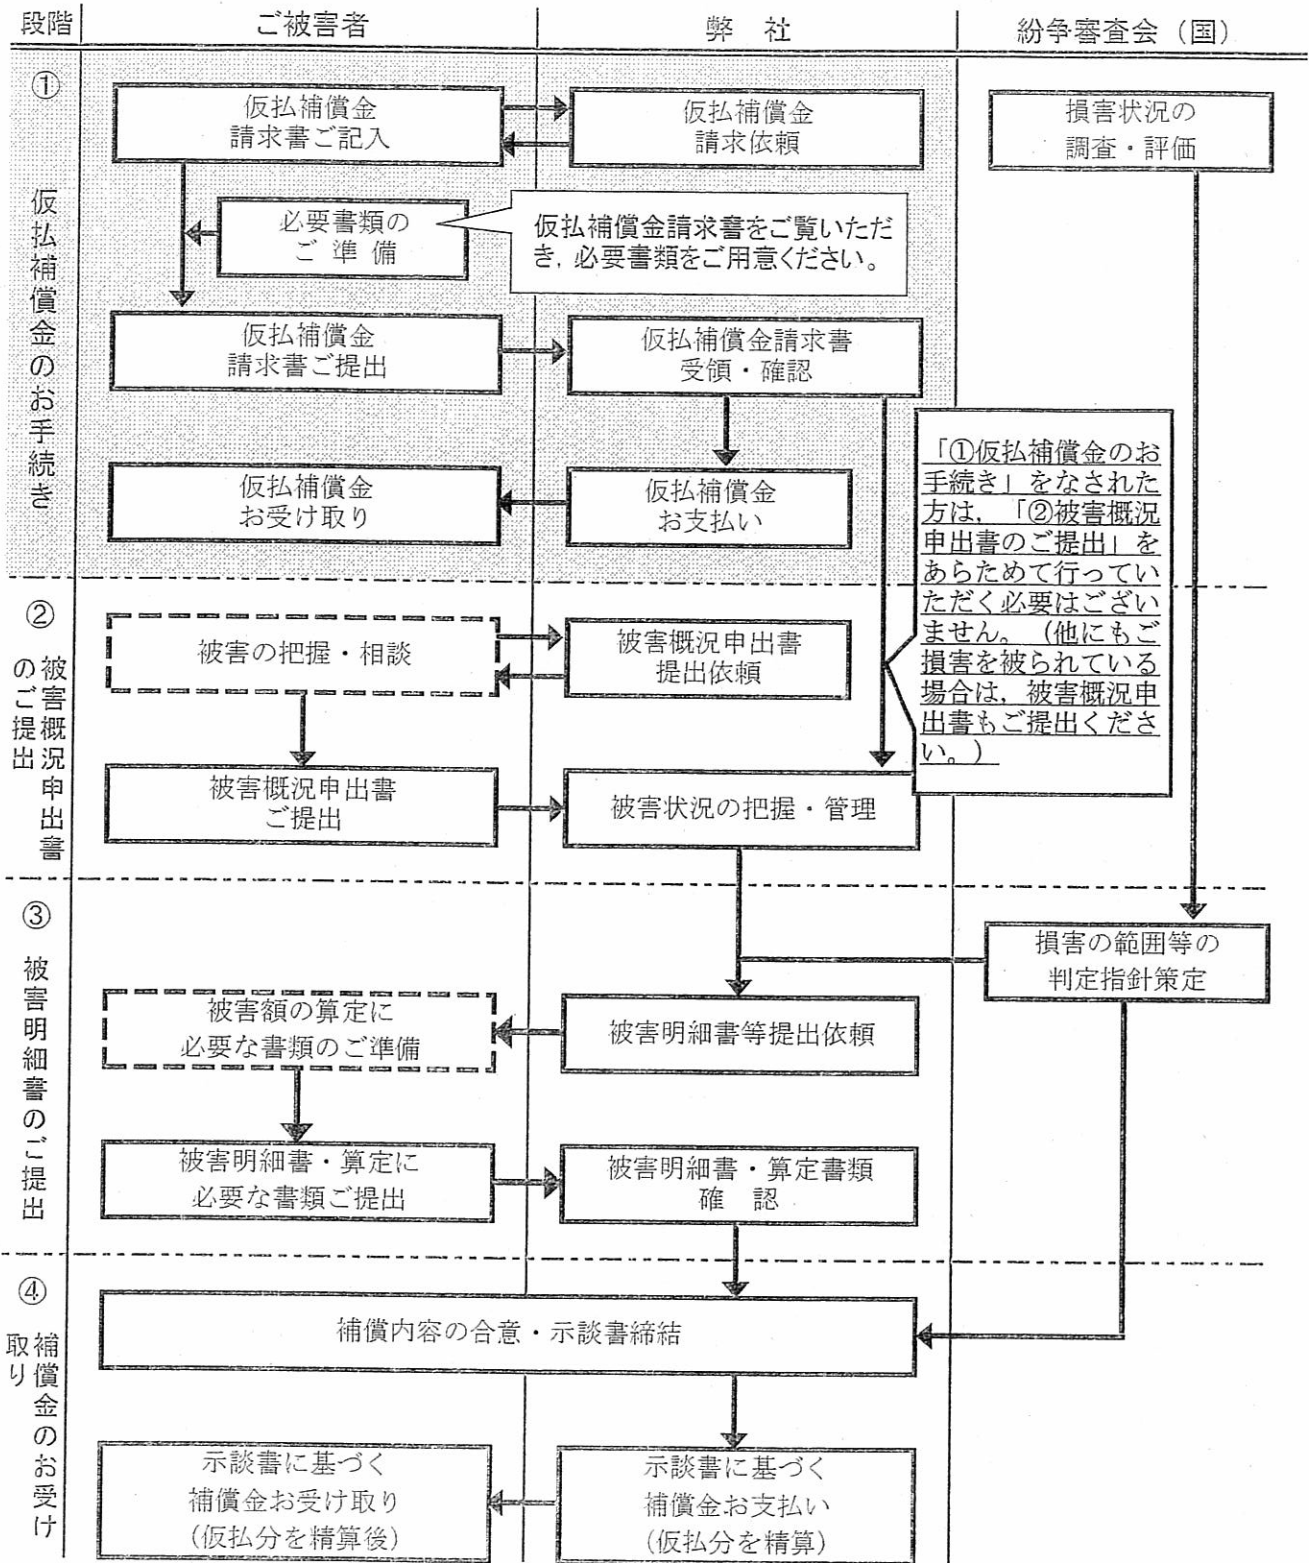 段階
ご被害者
弊 社
紛争審査会（国）
①
仮払補償金のお手続き
仮払補償金
請求書ご記入
仮払補償金
請求依頼
損害状況の
調査・評価
必要書類の
ご 準 備
仮払補償金請求書をご覧いただ
き，必要書類をご用意ください。
仮払補償金
請求書ご提出
仮払補償金請求書
受領・確認
仮払補償金
お受け取り
仮払補償金
お支払い
「①仮払補償金のお
手続き」をなされた
方は，「②被害概況
申出書のご提出」を
あらためて行ってい
ただく必要はござい
ません。（他にもご
損害を被られている
場合は，被害概況申
出書もご提出くださ
い。）
②
被害概況申出書
のご提出
被害の把握・相談
被害概況申出書
提出依頼
被害概況申出書
ご提出
被害状況の把握・管理
③
被害明細書のご提出
損害の範囲等の
判定指針策定
被害額の算定に
必要な書類のご準備
被害明細書等提出依頼
被害明細書・算定に
必要な書類ご提出
被害明細書・算定書類
確 認
④
補償金のお受け
取り
補償内容の合意・示談書締結
示談書に基づく
補償金お受け取り
(仮払分を精算後)
示談書に基づく
補償金お支払い
(仮払分を精算)